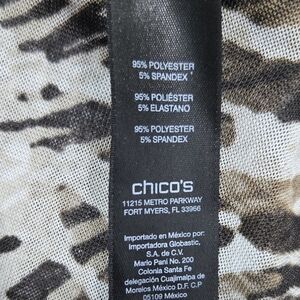 95% POLYESTER
5% SPANDEX
95% POLIÉSTER
5% ELASTANO
95% POLYESTER
5% SPANDEX
chico's
11215 METRO PARKWAY
FORT MYERS, FL 33966
Importado en México por:
Importadora Globastic,
S.A. de C.V.
Mario Pani No. 200
Colonia Santa Fe
delegación Cuajimalpa de
Morelos México D.F. C.P
05109 México